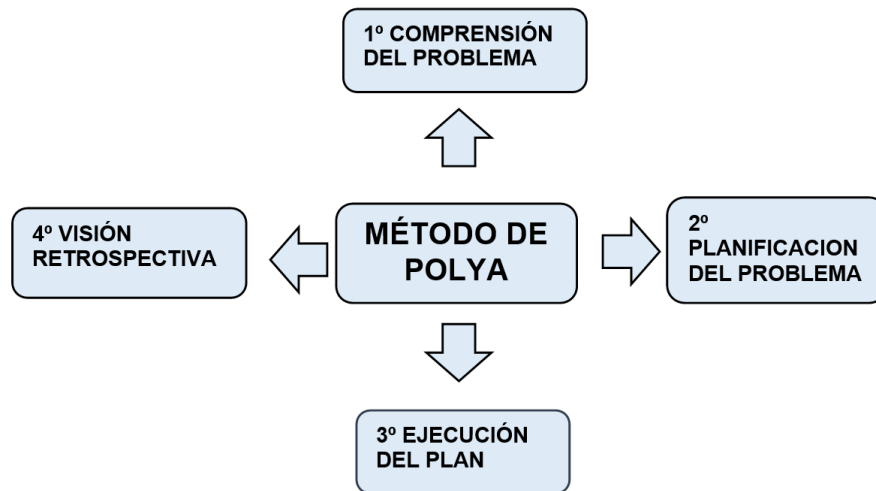 1º COMPRENSIÓN
DEL PROBLEMA
MÉTODO DE
POLYA
2º
PLANIFICACION
DEL PROBLEMA
3º EJECUCIÓN
DEL PLAN
4º VISIÓN
RETROSPECTIVA